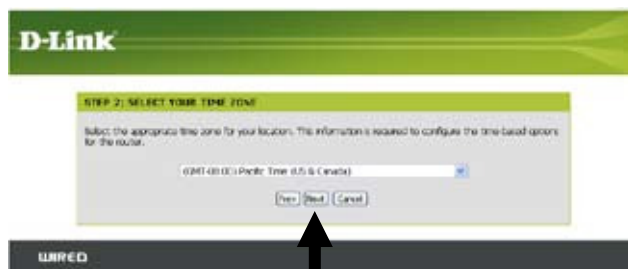 D-Link
STEP 2: SELECT YOUR TIME ZONE
Select the appropriate time zone for your location. This information is required to configure the time-based options
for the router.
(GMT-08:00) Pacific Time (US & Canada)
Prev Next Cancel
WIRED